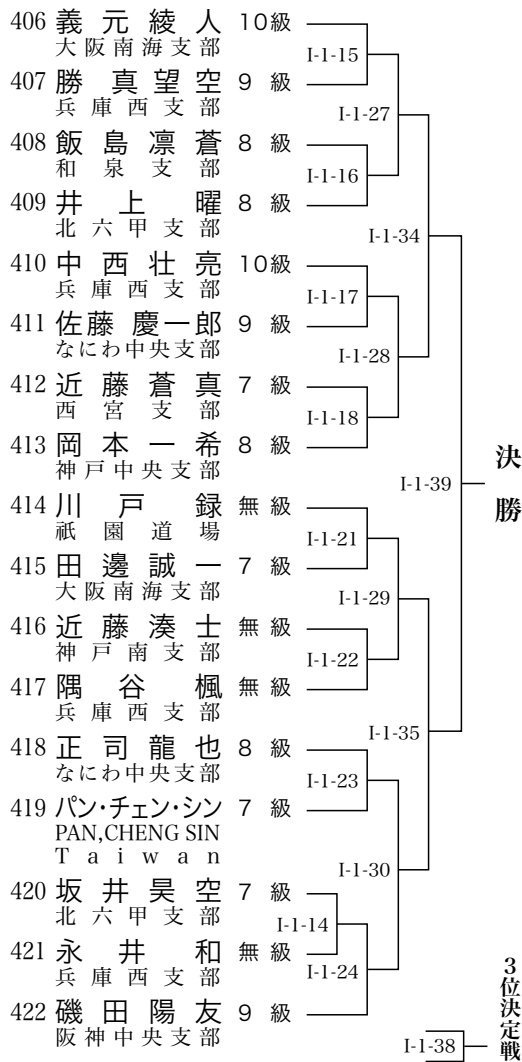 406 義元綾人 10級
大阪南海支部
I-1-15
407 勝真望空 9級
兵庫西支部
I-1-27
408 飯島凛蒼 8級
和泉支部
I-1-16
409 井上曜 8級
北六甲支部
I-1-34
410 中西壮亮 10級
兵庫西支部
I-1-17
411 佐藤慶一郎 9級
なにわ中央支部
I-1-28
412 近藤蒼真 7級
西宮支部
I-1-18
413 岡本一希 8級
神戸中央支部
I-1-39
決勝
414 川戸録 無級
祇園道場
I-1-21
415 田邊誠一 7級
大阪南海支部
I-1-29
416 近藤湊士 無級
神戸南支部
I-1-22
417 隅谷楓 無級
兵庫西支部
I-1-35
418 正司龍也 8級
なにわ中央支部
I-1-23
419 パン・チェン・シン 7級
PAN,CHENG SIN
Taiwan
I-1-30
420 坂井昊空 7級
北六甲支部
I-1-14
421 永井和 無級
兵庫西支部
I-1-24
422 磯田陽友 9級
阪神中央支部
I-1-38
3位決定戦